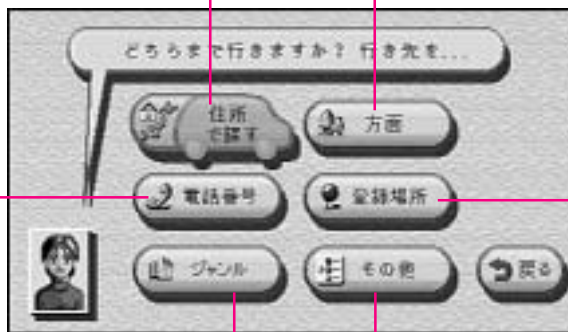 どちらまで行きますか? 行き先を...
住所
で探す
方面
電話番号
登録場所
ジャンル
その他
戻る